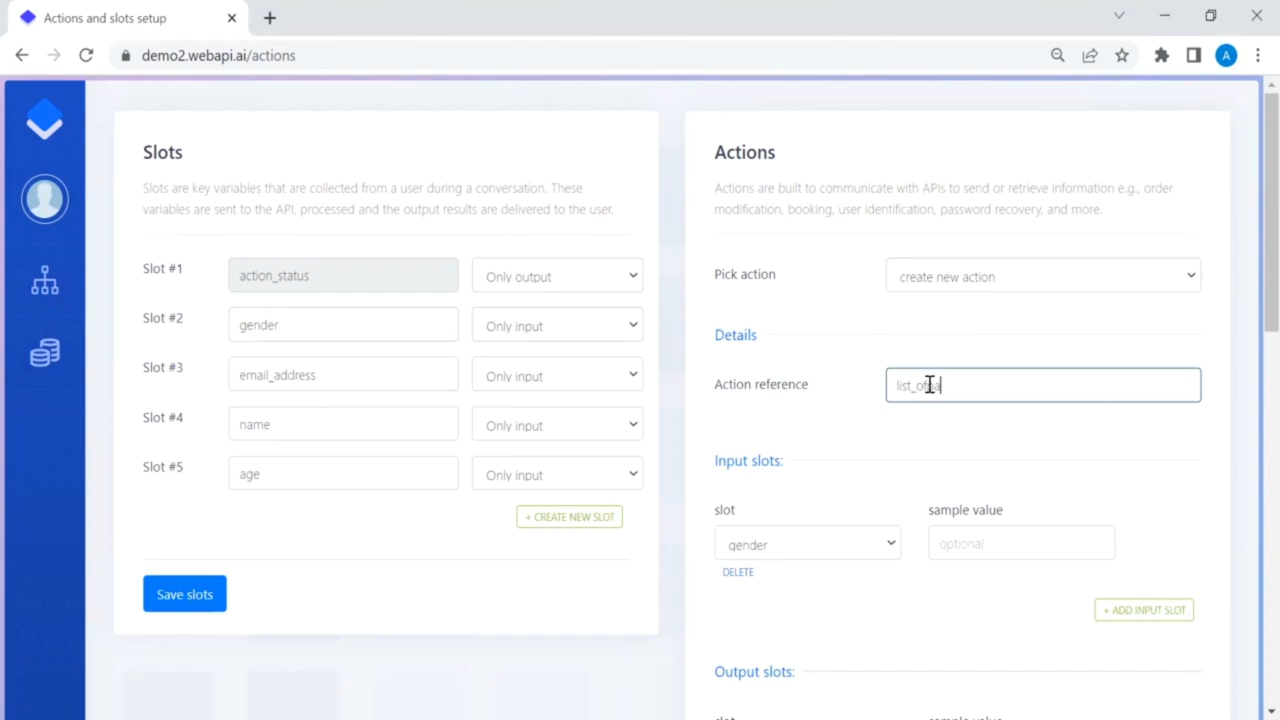 Actions and slots setup
demo2.webapi.ai/actions
A
Slots
Slots are key variables that are collected from a user during a conversation. These
variables are sent to the API, processed and the output results are delivered to the user.
Slot #1
action_status
Only output
Slot #2
gender
Only input
Slot #3
email_address
Only input
Slot #4
name
Only input
Slot #5
age
Only input
+ CREATE NEW SLOT
Save slots
Actions
Actions are built to communicate with APIs to send or retrieve information e.g., order
modification, booking, user identification, password recovery, and more.
Pick action
create new action
Details
Action reference
Input slots:
slot
sample value
gender
optional
DELETE
+ ADD INPUT SLOT
Output slots: